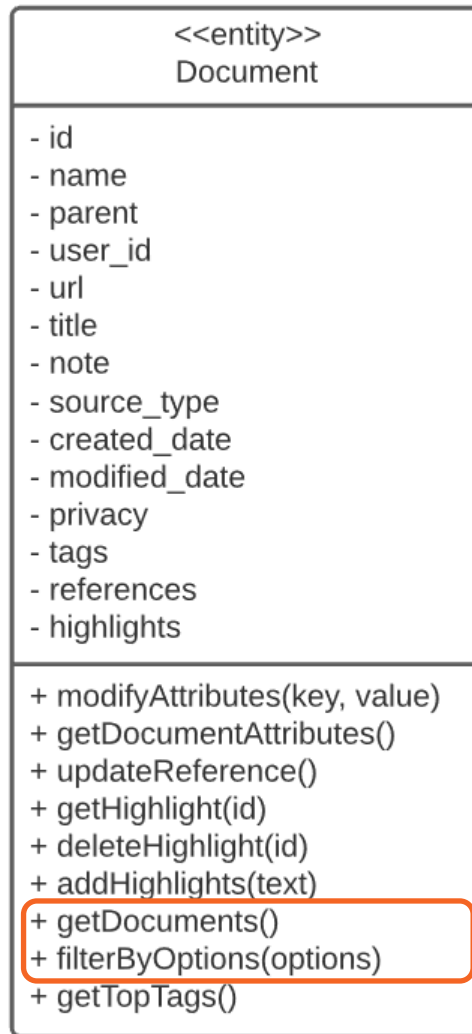 <<entity>>
Document
- id
- name
- parent
- user_id
- url
- title
- note
- source_type
- created_date
- modified_date
- privacy
- tags
- references
- highlights
+ modifyAttributes(key, value)
+ getDocumentAttributes()
+ updateReference()
+ getHighlight(id)
+ deleteHighlight(id)
+ addHighlights(text)
+ getDocuments()
+ filterByOptions(options)
+ getTopTags()